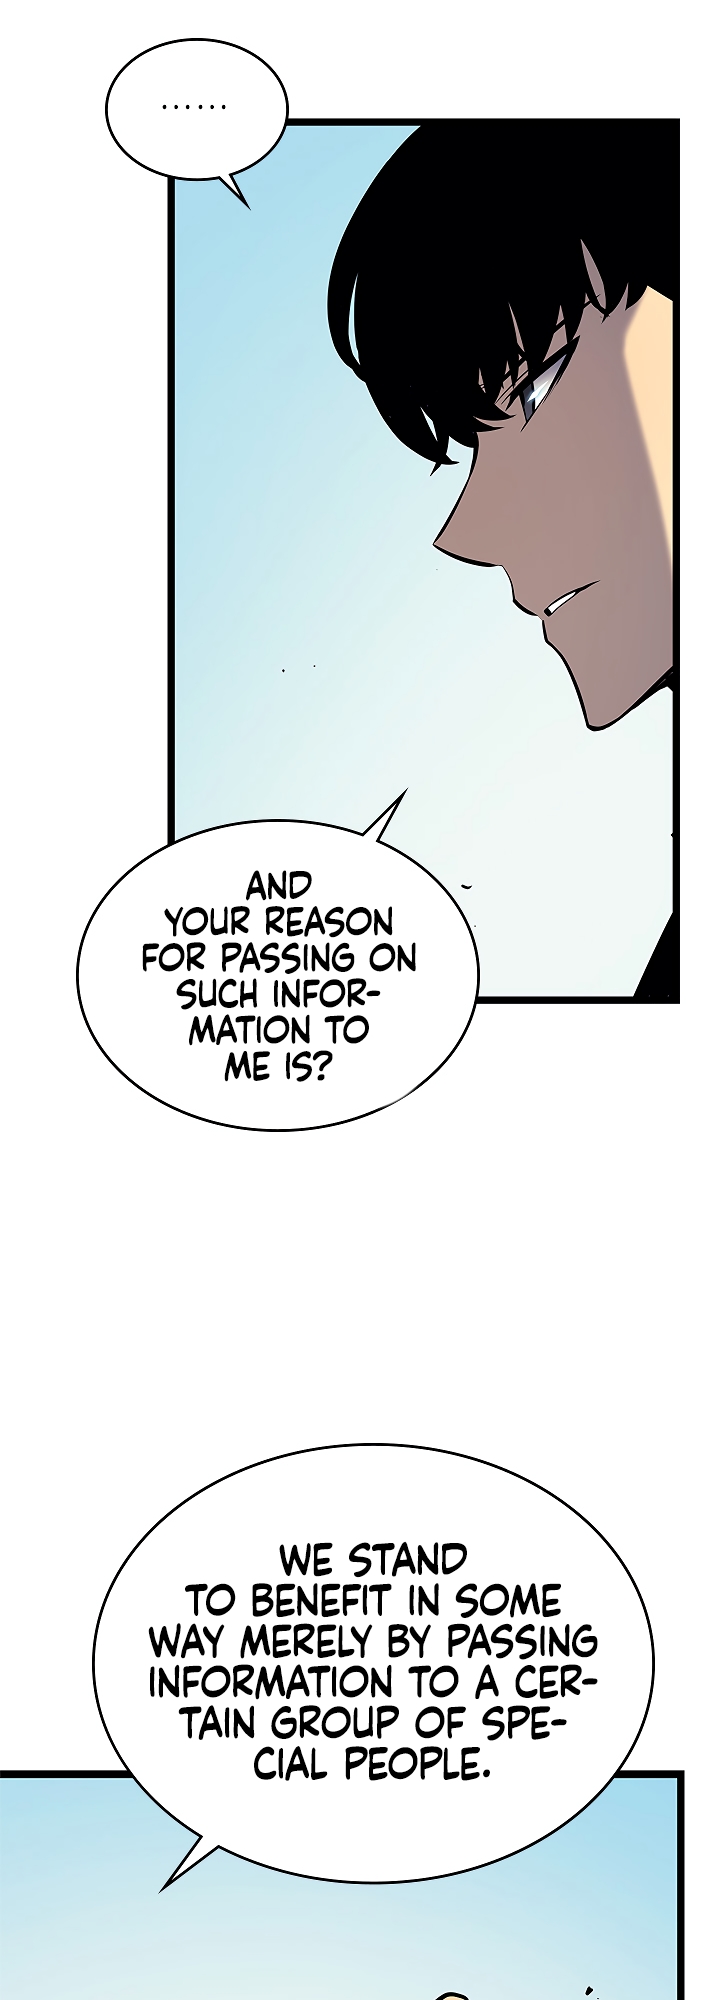 ......
AND
YOUR REASON
FOR PASSING ON
SUCH INFOR-
MATION TO
ME IS?
WE STAND
TO BENEFIT IN SOME
WAY MERELY BY PASSING
INFORMATION TO A CER-
TAIN GROUP OF SPE-
CIAL PEOPLE.